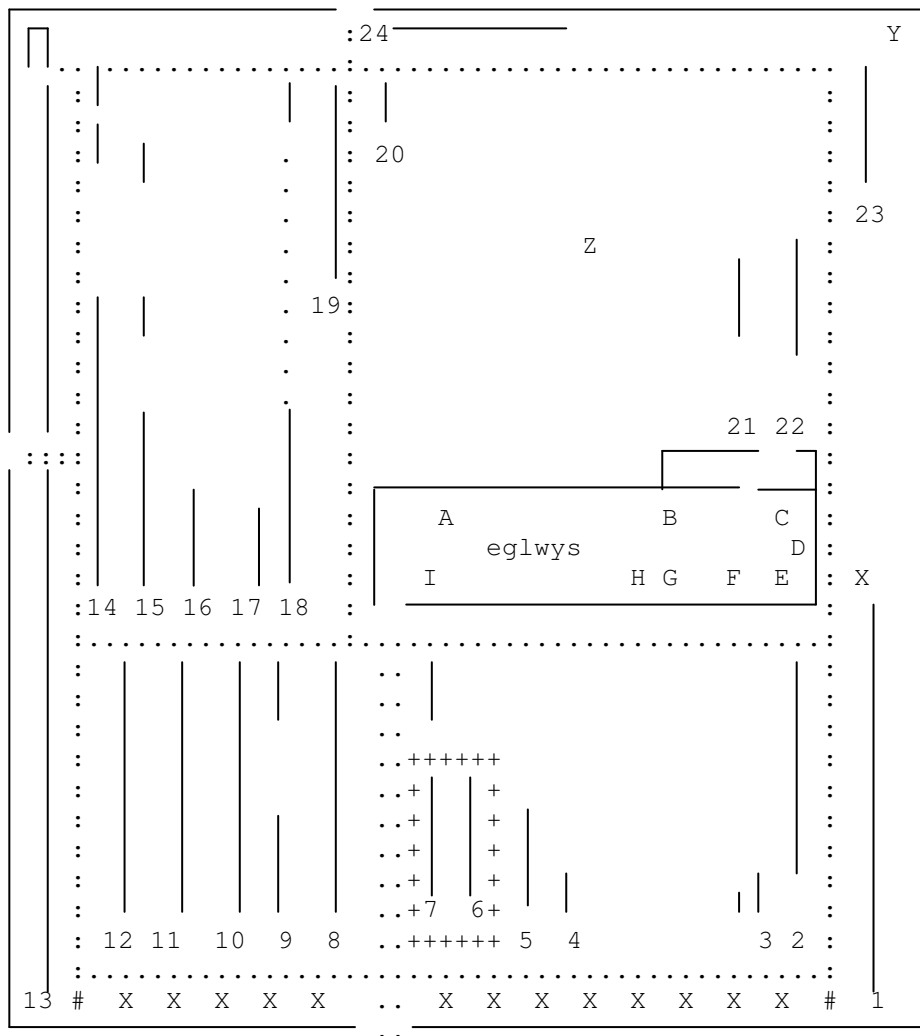 24 Y
20
23
Z
19
21 22
A B C
eglwys D
I H G F E X
14 15 16 17 18
7 6
12 11 10 9 8 5 4 3 2
13 # X X X X X X X X X X X X X # 1